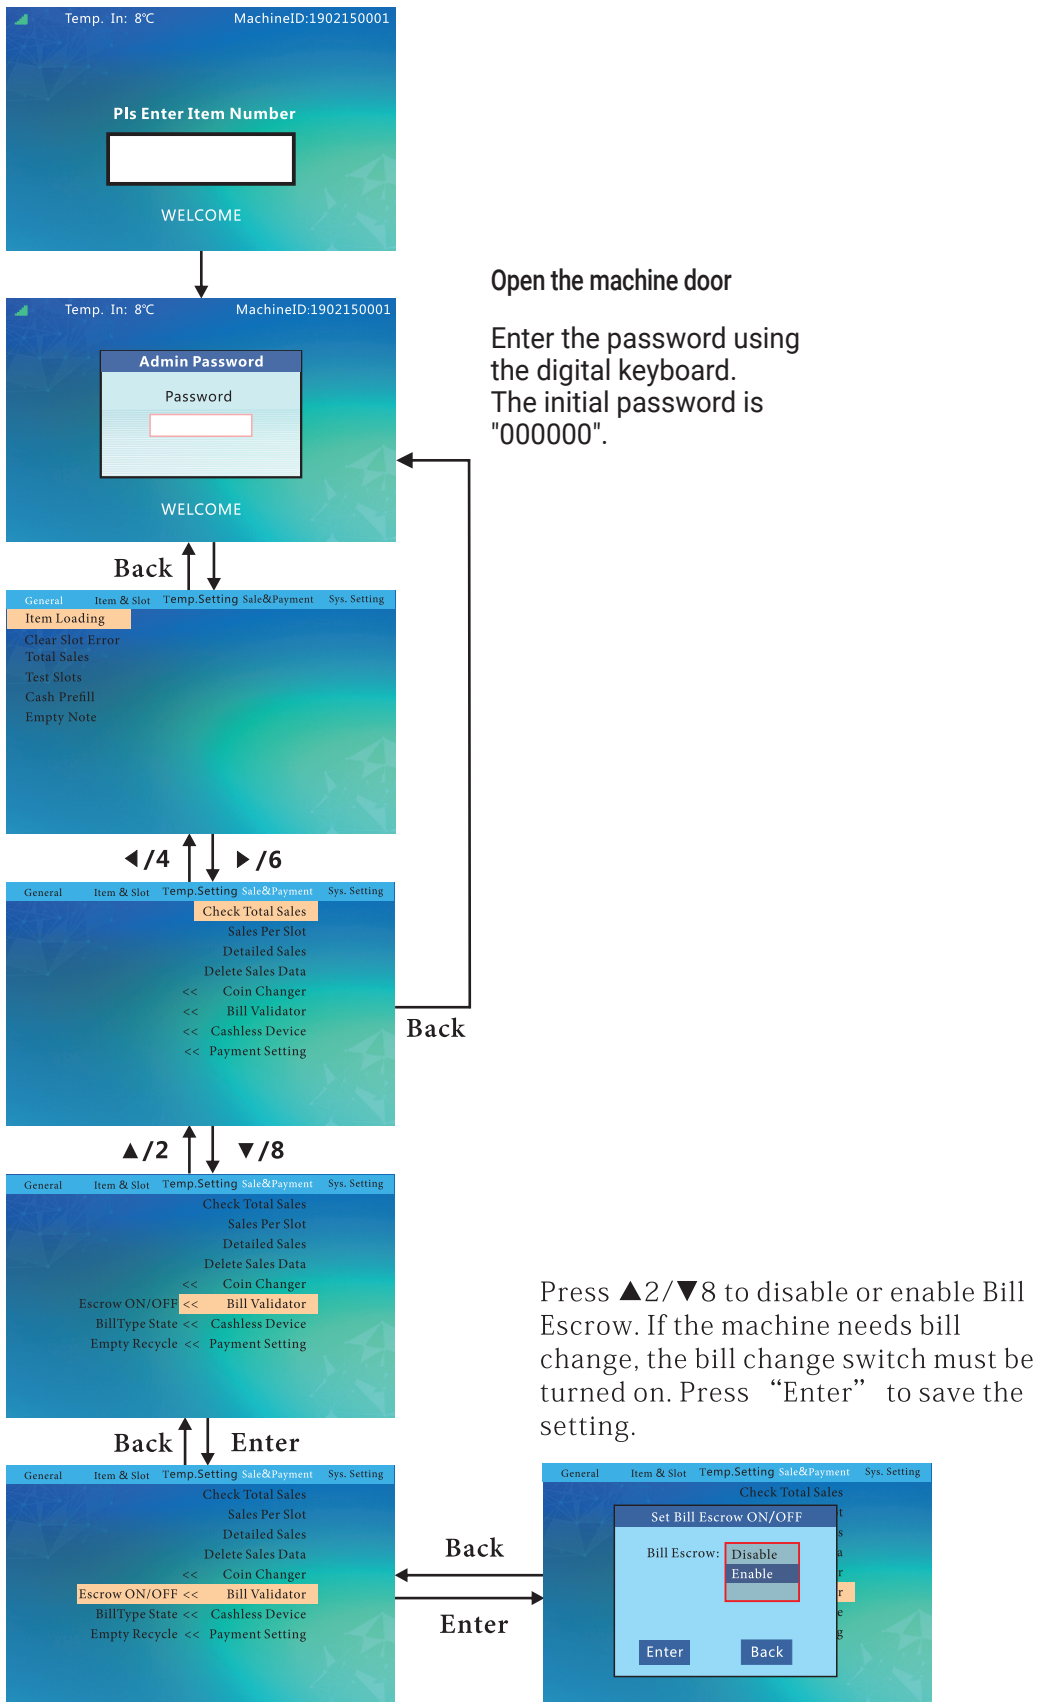 Temp. In: 8℃ MachineID:1902150001
Pls Enter Item Number
WELCOME
Open the machine door
Enter the password using
the digital keyboard.
The initial password is
"000000".
Temp. In: 8℃ MachineID:1902150001
Admin Password
Password
WELCOME
Back
General Item & Slot Temp.Setting Sale&Payment Sys. Setting
Item Loading
Clear Slot Error
Total Sales
Test Slots
Cash Prefill
Empty Note
◀/4 ▶/6
General Item & Slot Temp.Setting Sale&Payment Sys. Setting
Check Total Sales
Sales Per Slot
Detailed Sales
Delete Sales Data
<< Coin Changer
<< Bill Validator
<< Cashless Device
<< Payment Setting
Back
▲/2 ▼/8
General Item & Slot Temp.Setting Sale&Payment Sys. Setting
Check Total Sales
Sales Per Slot
Detailed Sales
Delete Sales Data
<< Coin Changer
Escrow ON/OFF << Bill Validator
BillType State << Cashless Device
Empty Recycle << Payment Setting
Press ▲2/▼8 to disable or enable Bill
Escrow. If the machine needs bill
change, the bill change switch must be
turned on. Press “Enter” to save the
setting.
Back Enter
General Item & Slot Temp.Setting Sale&Payment Sys. Setting
Check Total Sales
Sales Per Slot
Detailed Sales
Delete Sales Data
<< Coin Changer
Escrow ON/OFF << Bill Validator
BillType State << Cashless Device
Empty Recycle << Payment Setting
Back
Enter
General Item & Slot Temp.Setting Sale&Payment Sys. Setting
Check Total Sales
Set Bill Escrow ON/OFF
Bill Escrow: Disable
Enable
Enter Back